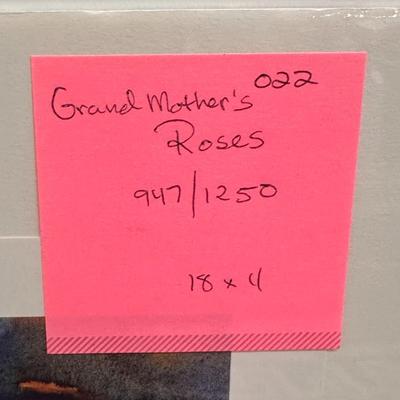 022
Grand Mother's
Roses
947/1250
18 x 4